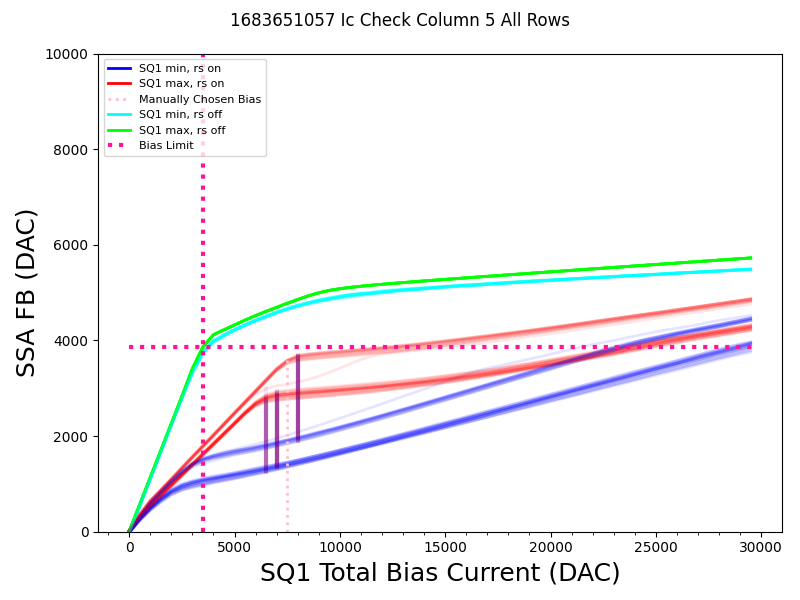 1683651057 Ic Check Column 5 All Rows
SQ1 min, rs on
SQ1 max, rs on
Manually Chosen Bias
SQ1 min, rs off
SQ1 max, rs off
Bias Limit
10000
8000
6000
4000
2000
0
SSA FB (DAC)
0
5000
10000
15000
20000
25000
30000
SQ1 Total Bias Current (DAC)